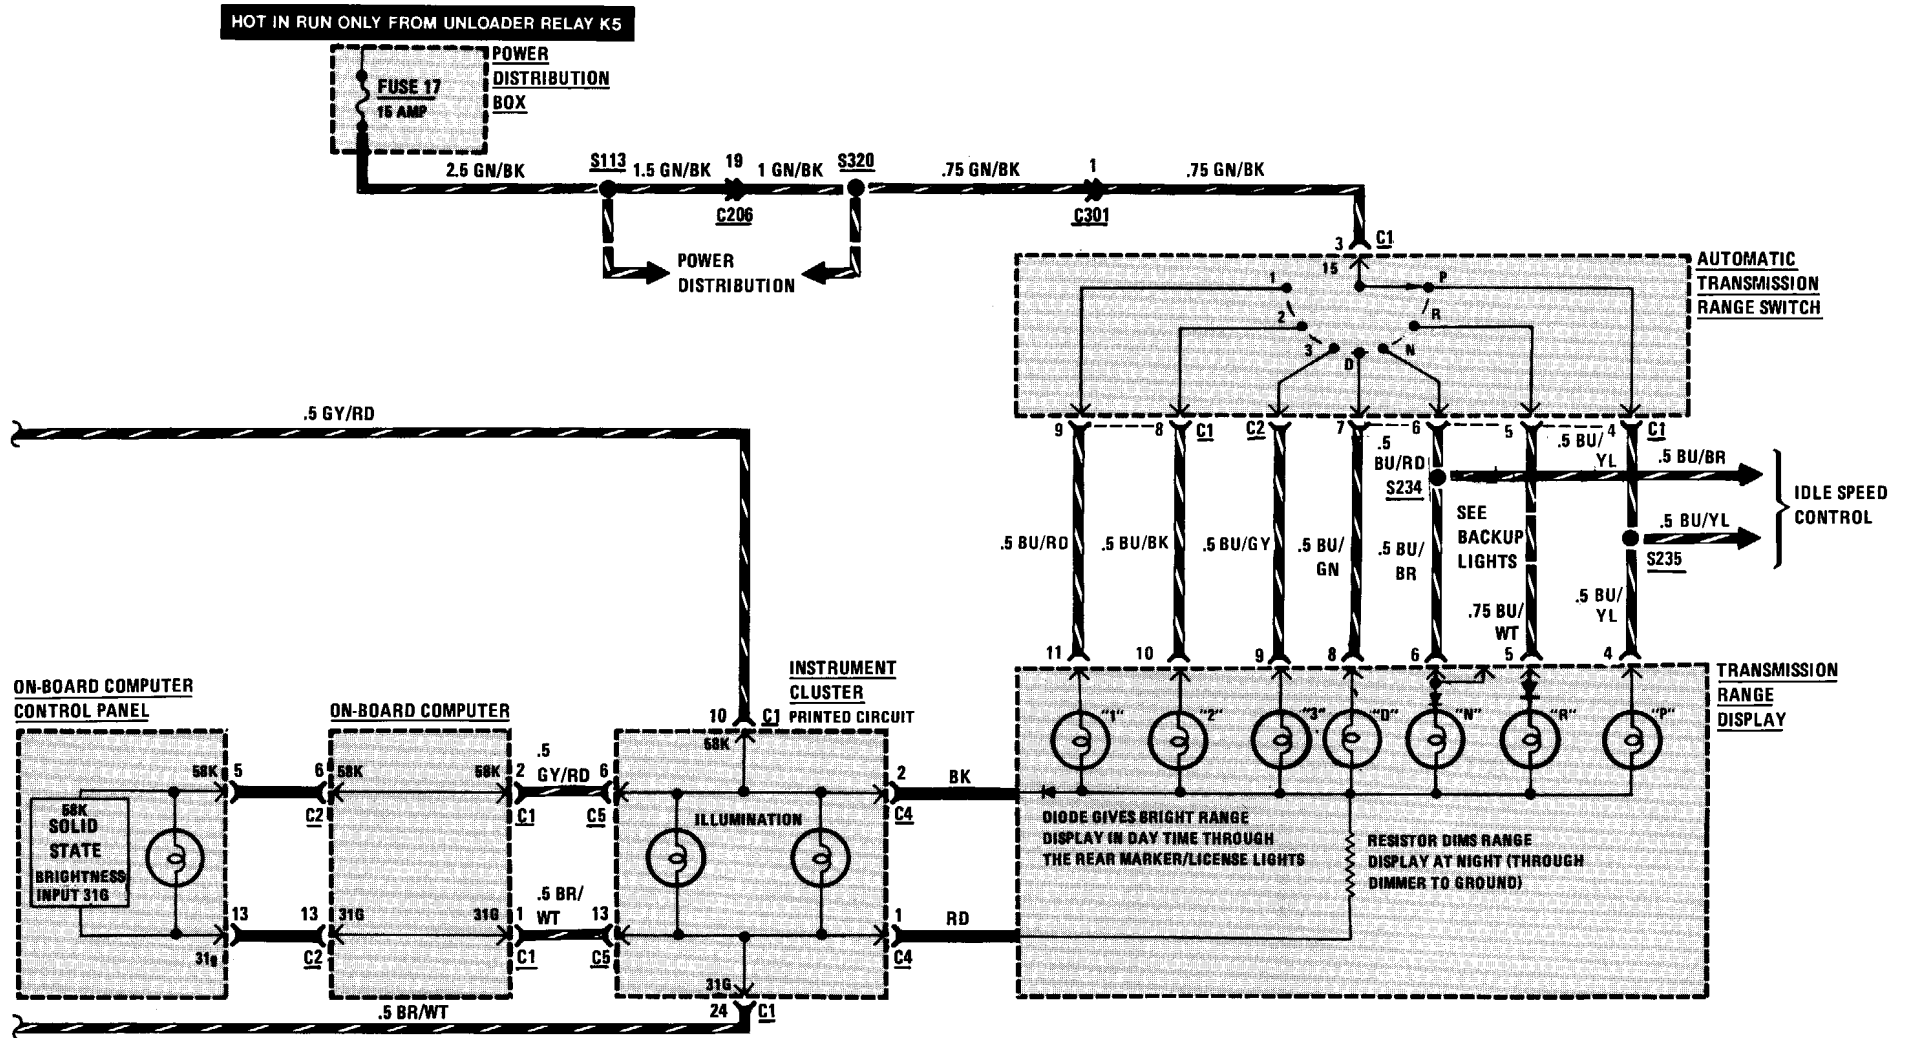 HOT IN RUN ONLY FROM UNLOADER RELAY K5
POWER
DISTRIBUTION
BOX
FUSE 17
15 AMP
2.5 GN/BK
S113
1.5 GN/BK
19
C206
1 GN/BK
S320
.75 GN/BK
1
C301
.75 GN/BK
POWER
DISTRIBUTION
3
C1
15
AUTOMATIC
TRANSMISSION
RANGE SWITCH
1
2
3
D
N
R
P
9
8
C1
C2
7
6
5
4
C1
.5 GY/RD
.5
BU/RD
S234
.5 BU/
YL
.5 BU/BR
IDLE SPEED
CONTROL
.5 BU/YL
S235
SEE
BACKUP
LIGHTS
.5 BU/RD
.5 BU/BK
.5 BU/GY
.5 BU/
GN
.5 BU/
BR
.75 BU/
WT
.5 BU/
YL
11
10
9
8
6
5
4
TRANSMISSION
RANGE
DISPLAY
"1"
"2"
"3"
"D"
"N"
"R"
"P"
DIODE GIVES BRIGHT RANGE
DISPLAY IN DAY TIME THROUGH
THE REAR MARKER/LICENSE LIGHTS
RESISTOR DIMS RANGE
DISPLAY AT NIGHT (THROUGH
DIMMER TO GROUND)
ON-BOARD COMPUTER
CONTROL PANEL
58K
5
58K
SOLID
STATE
BRIGHTNESS
INPUT 31G
13
31g
ON-BOARD COMPUTER
6
58K
58K
2
C2
C1
13
31G
31G
1
C2
C1
.5
GY/RD
6
C5
.5 BR/
WT
13
C5
INSTRUMENT
CLUSTER
PRINTED CIRCUIT
10
C1
58K
ILLUMINATION
2
C4
BK
1
C4
RD
31G
24
C1
.5 BR/WT